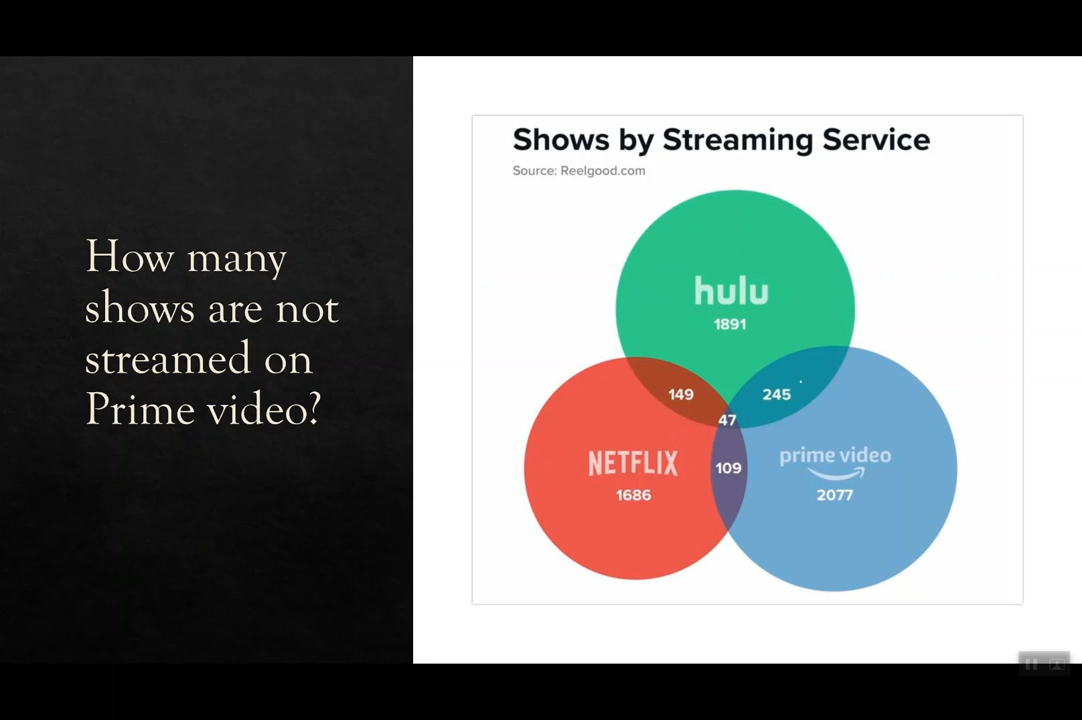 How many
shows are not
streamed on
Prime video?
Shows by Streaming Service
Source: Reelgood.com
hulu
1891
149
245
47
NETFLIX
1686
109
prime video
2077